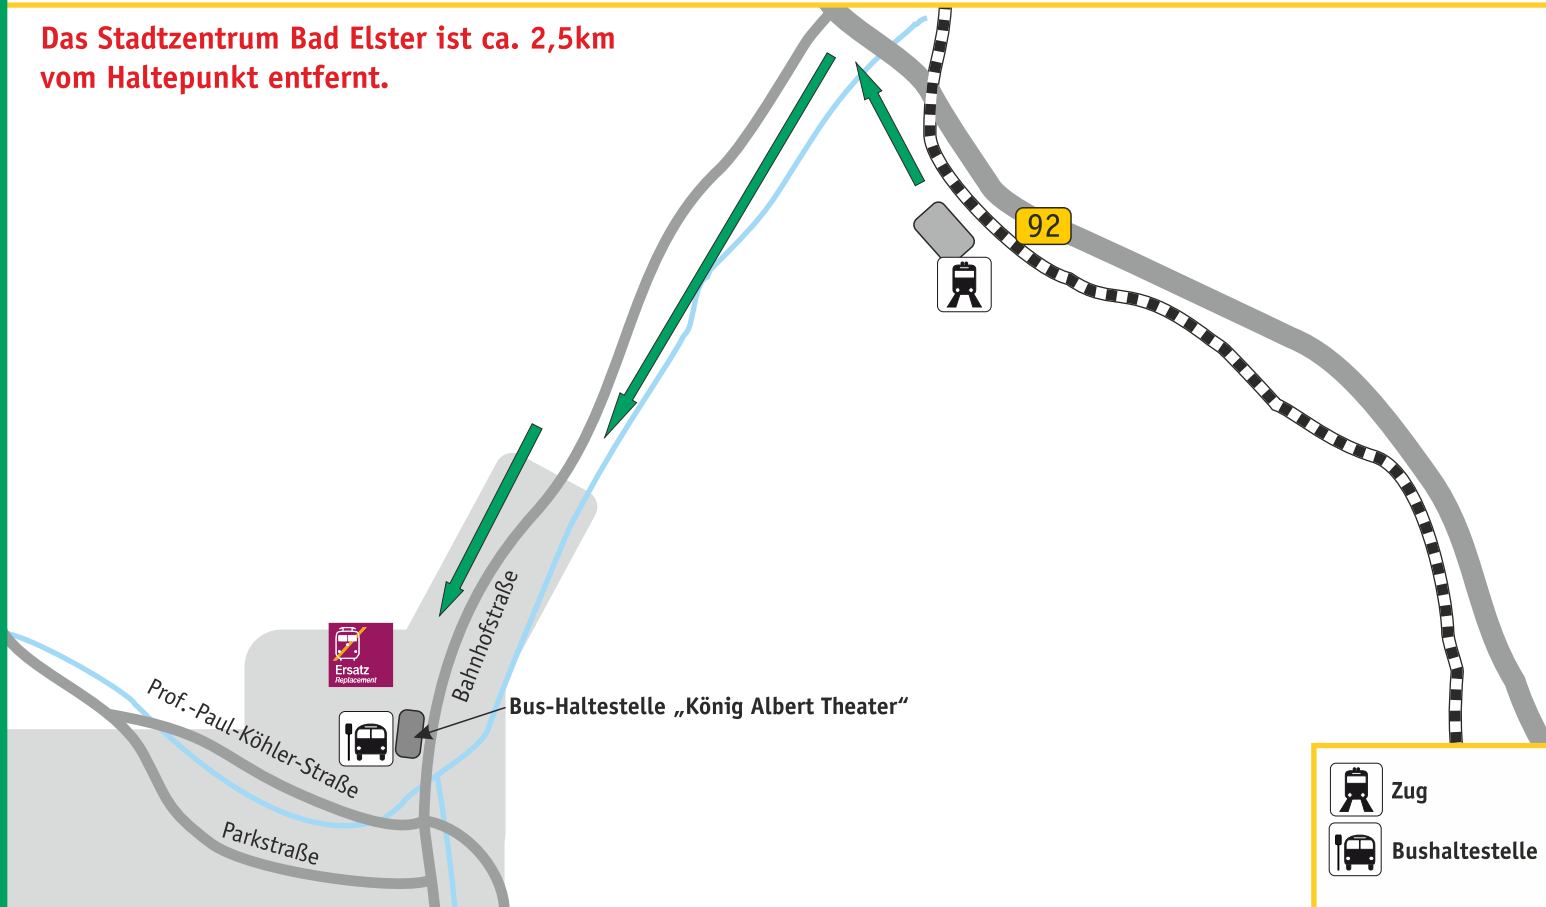 Das Stadtzentrum Bad Elster ist ca. 2,5km
vom Haltepunkt entfernt.
92
Bahnhofstraße
Ersatz
Replacement
Prof.-Paul-Köhler-Straße
Bus-Haltestelle „König Albert Theater“
Parkstraße
Zug
Bushaltestelle